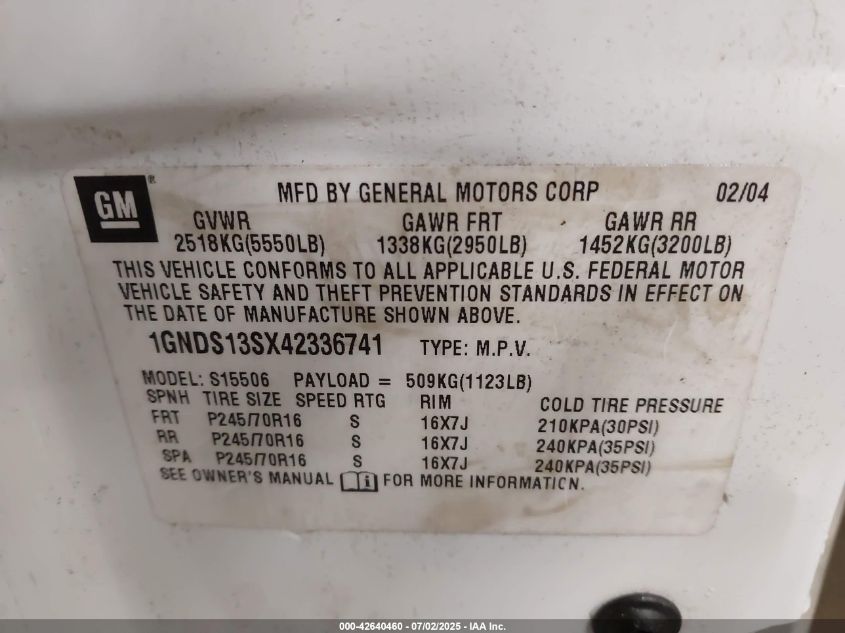 GM® MFD BY GENERAL MOTORS CORP 02/04
GVWR GAWR FRT GAWR RR
2518KG(5550LB) 1338KG(2950LB) 1452KG(3200LB)
THIS VEHICLE CONFORMS TO ALL APPLICABLE U.S. FEDERAL MOTOR
VEHICLE SAFETY AND THEFT PREVENTION STANDARDS IN EFFECT ON
THE DATE OF MANUFACTURE SHOWN ABOVE.
1GNDS13SX42336741 TYPE: M.P.V.
MODEL: S15506 PAYLOAD = 509KG(1123LB)
SPNH TIRE SIZE SPEED RTG RIM COLD TIRE PRESSURE
FRT P245/70R16 S 16X7J 210KPA(30PSI)
RR P245/70R16 S 16X7J 240KPA(35PSI)
SPA P245/70R16 S 16X7J 240KPA(35PSI)
SEE OWNER'S MANUAL i FOR MORE INFORMATION.
000-42640460 - 07/02/2025 - IAA Inc.